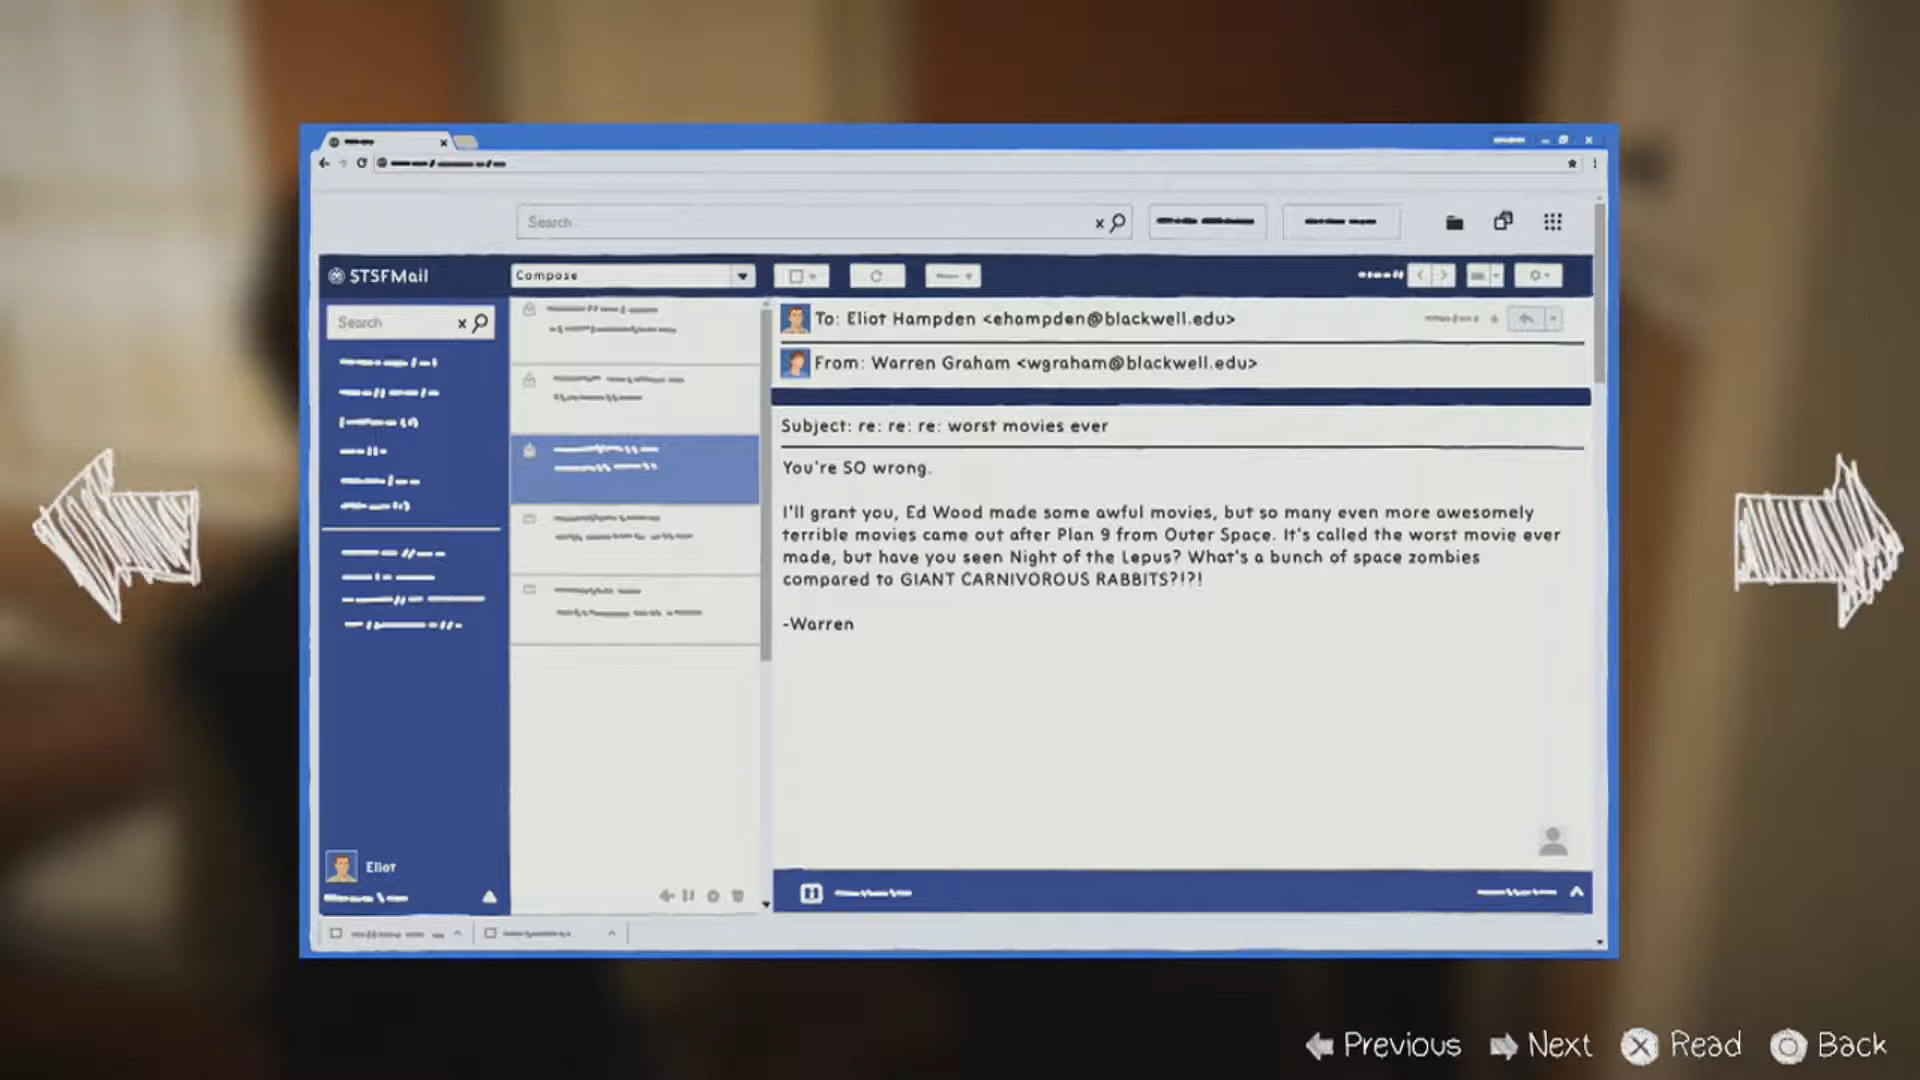 Search
STSFMail
Compose
Search
To: Eliot Hampden <ehampden@blackwell.edu>
From: Warren Graham <wgraham@blackwell.edu>
Subject: re: re: re: worst movies ever
You're SO wrong.
I'll grant you, Ed Wood made some awful movies, but so many even more awesomely
terrible movies came out after Plan 9 from Outer Space. It's called the worst movie ever
made, but have you seen Night of the Lepus? What's a bunch of space zombies
compared to GIANT CARNIVOROUS RABBITS?!?!
-Warren
Eliot
Previous
Next
Read
Back